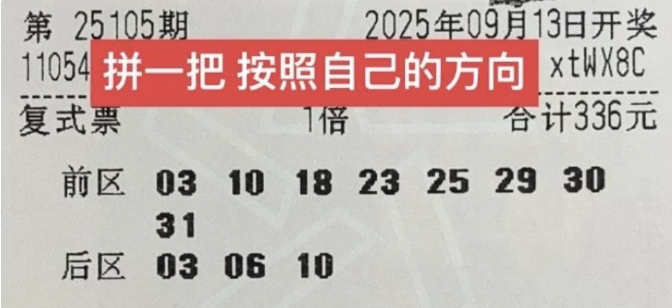 第 25105期 2025年09月13日开奖
11054 xtWX8C
拼一把 按照自己的方向
复式票 1倍 合计336元
前区 03 10 18 23 25 29 30
31
后区 03 06 10